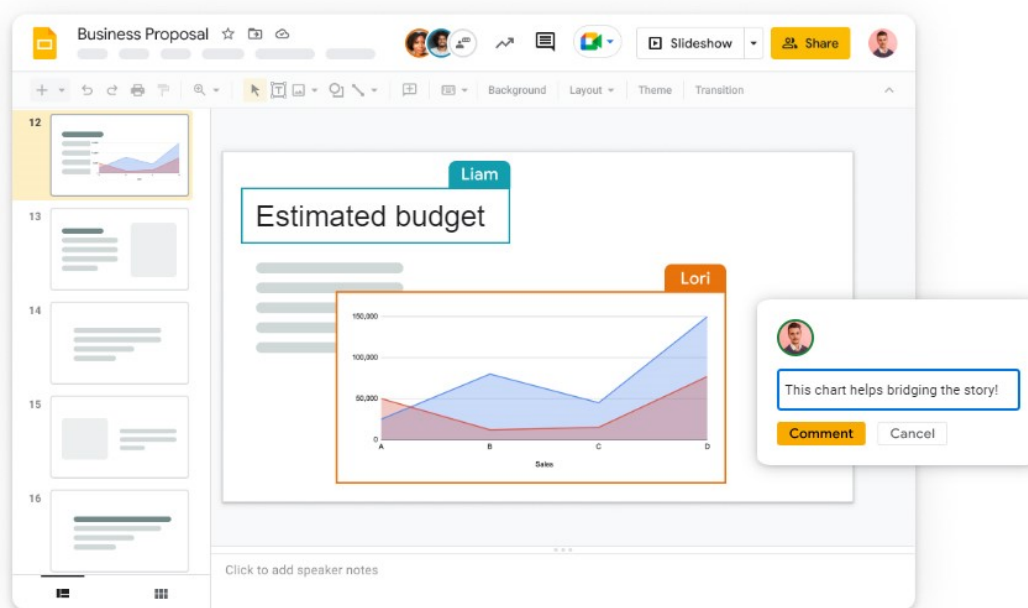 Business Proposal
Slideshow
Share
Background
Layout
Theme
Transition
12
13
14
15
16
Liam
Estimated budget
Lori
150,000
100,000
50,000
0
A
B
C
D
Sales
This chart helps bridging the story!
Comment
Cancel
Click to add speaker notes